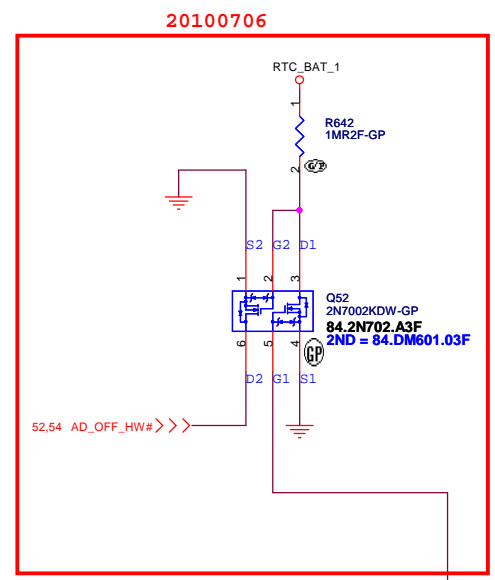 20100706
RTC_BAT_1
1
R642
1MR2F-GP
2
G/P
S2 G2 D1
1 2 3
Q52
2N7002KDW-GP
84.2N702.A3F
2ND = 84.DM601.03F
6 5 4
GP
D2 G1 S1
52,54 AD_OFF_HW#